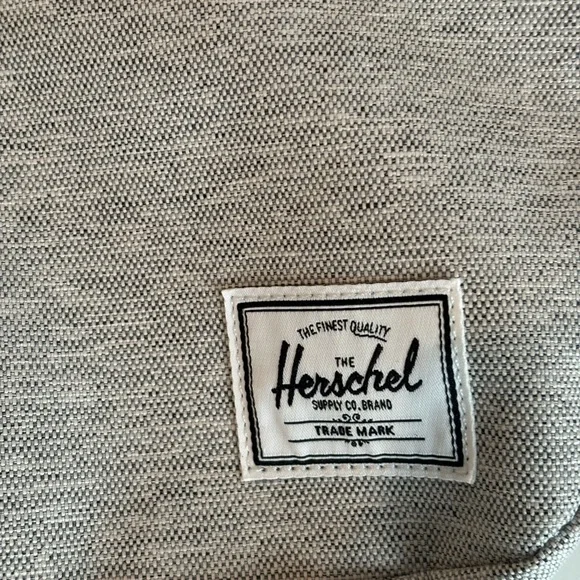 THE FINEST QUALITY
THE
Herschel
SUPPLY CO. BRAND
TRADE MARK